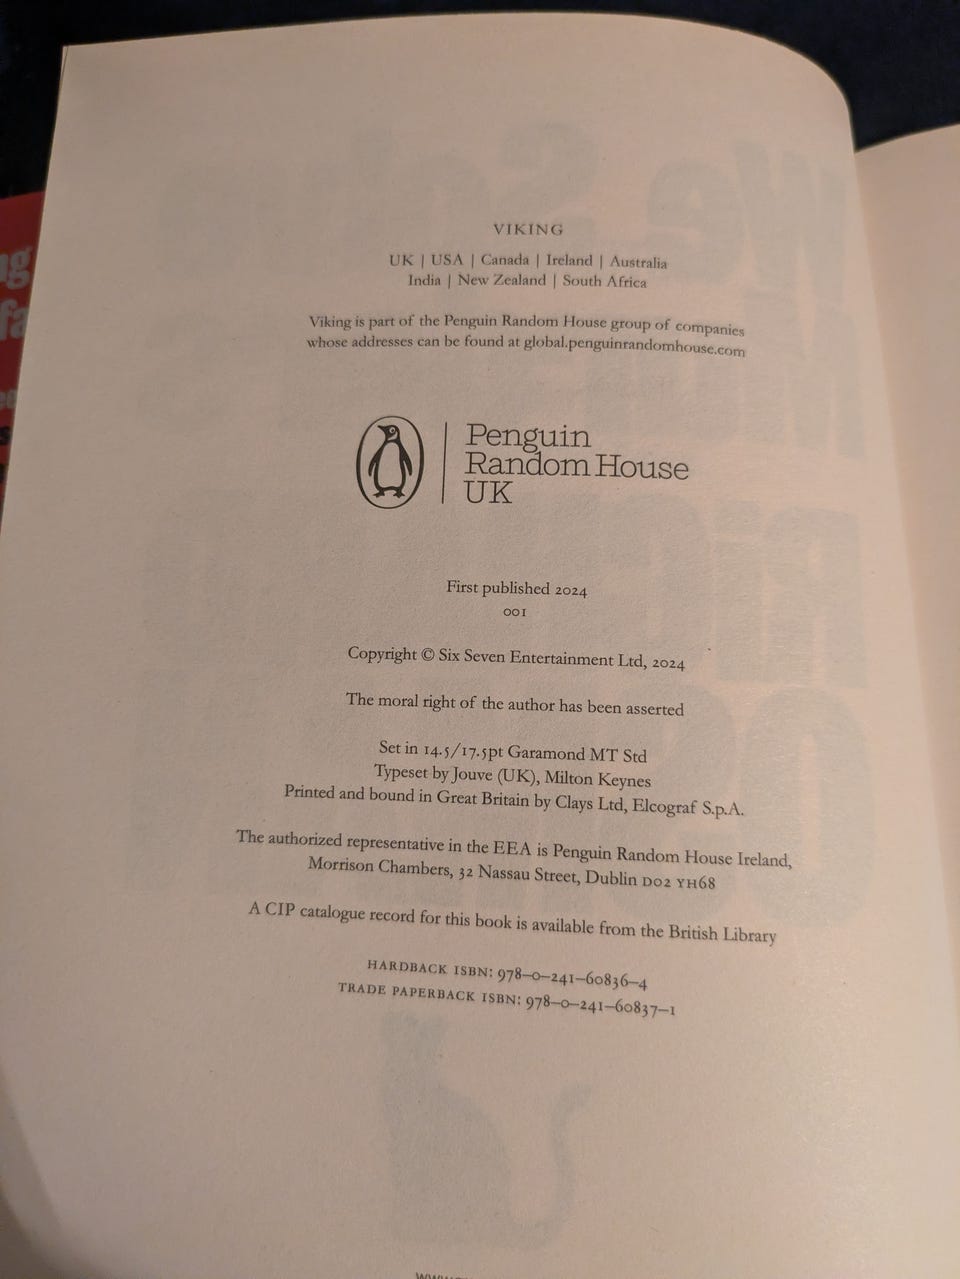 VIKING
UK | USA | Canada | Ireland | Australia
India | New Zealand | South Africa
Viking is part of the Penguin Random House group of companies
whose addresses can be found at global.penguinrandomhouse.com
Penguin
Random House
UK
First published 2024
001
Copyright © Six Seven Entertainment Ltd, 2024
The moral right of the author has been asserted
Set in 14.5/17.5pt Garamond MT Std
Typeset by Jouve (UK), Milton Keynes
Printed and bound in Great Britain by Clays Ltd, Elcograf S.p.A.
The authorized representative in the EEA is Penguin Random House Ireland,
Morrison Chambers, 32 Nassau Street, Dublin D02 YH68
A CIP catalogue record for this book is available from the British Library
HARDBACK ISBN: 978–0–241–60836–4
TRADE PAPERBACK ISBN: 978–0–241–60837–1